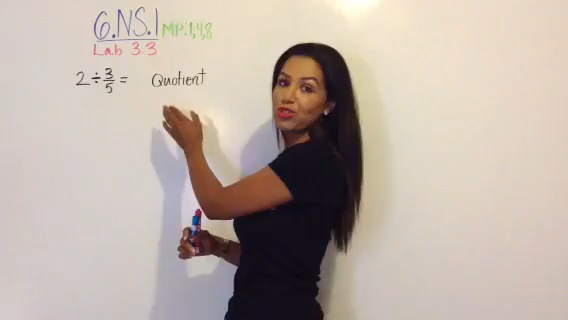 6.NS.1 MP:1,4,8
Lab 3.3
2 ÷ 3/5 = Quotient